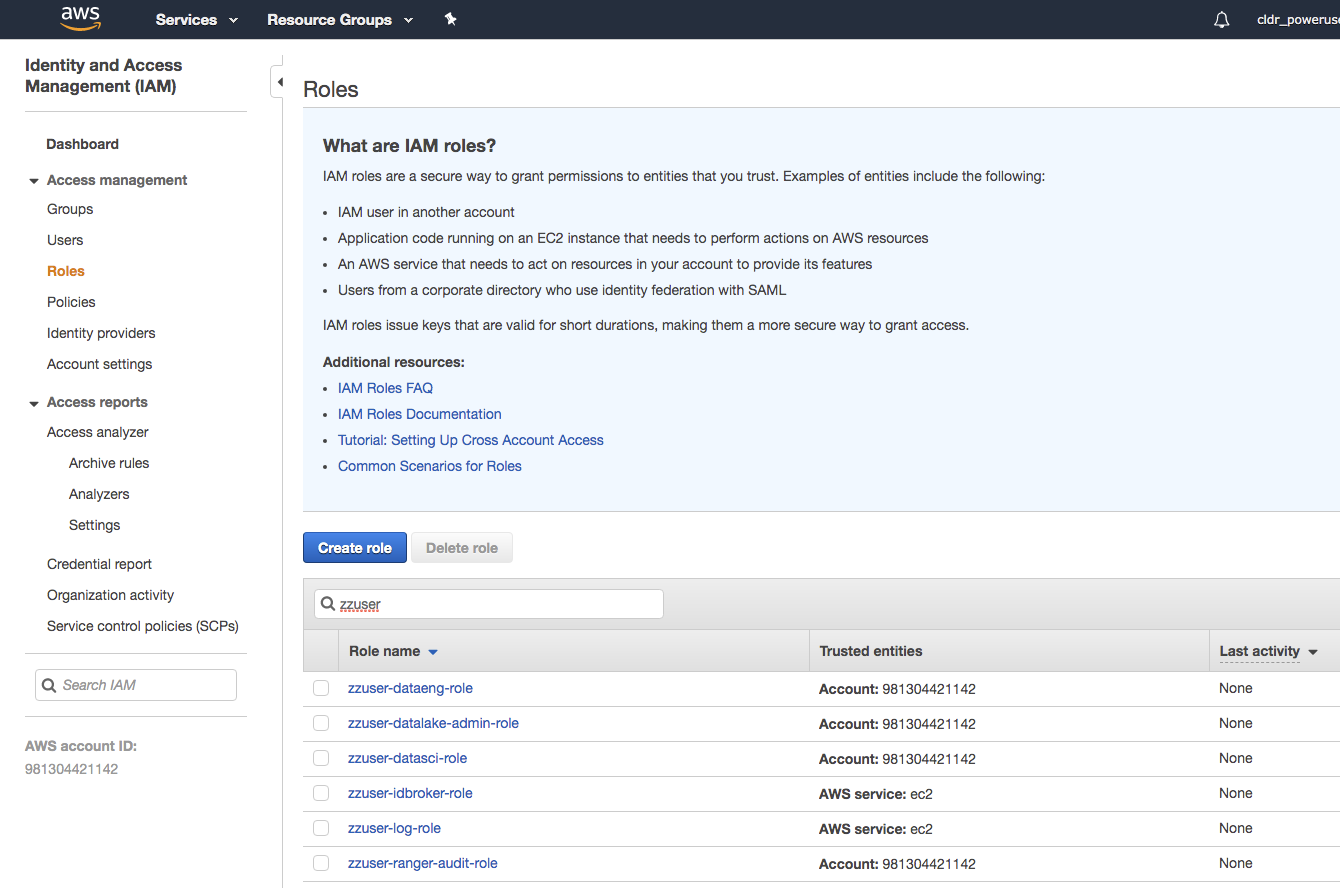 aws Services Resource Groups cldr_poweruse
Identity and Access
Management (IAM)
Dashboard
Access management
Groups
Users
Roles
Policies
Identity providers
Account settings
Access reports
Access analyzer
Archive rules
Analyzers
Settings
Credential report
Organization activity
Service control policies (SCPs)
Search IAM
AWS account ID:
981304421142
Roles
What are IAM roles?
IAM roles are a secure way to grant permissions to entities that you trust. Examples of entities include the following:
• IAM user in another account
• Application code running on an EC2 instance that needs to perform actions on AWS resources
• An AWS service that needs to act on resources in your account to provide its features
• Users from a corporate directory who use identity federation with SAML
IAM roles issue keys that are valid for short durations, making them a more secure way to grant access.
Additional resources:
• IAM Roles FAQ
• IAM Roles Documentation
• Tutorial: Setting Up Cross Account Access
• Common Scenarios for Roles
Create role Delete role
zzuser
Role name Trusted entities Last activity
zzuser-dataeng-role Account: 981304421142 None
zzuser-datalake-admin-role Account: 981304421142 None
zzuser-datasci-role Account: 981304421142 None
zzuser-idbroker-role AWS service: ec2 None
zzuser-log-role AWS service: ec2 None
zzuser-ranger-audit-role Account: 981304421142 None